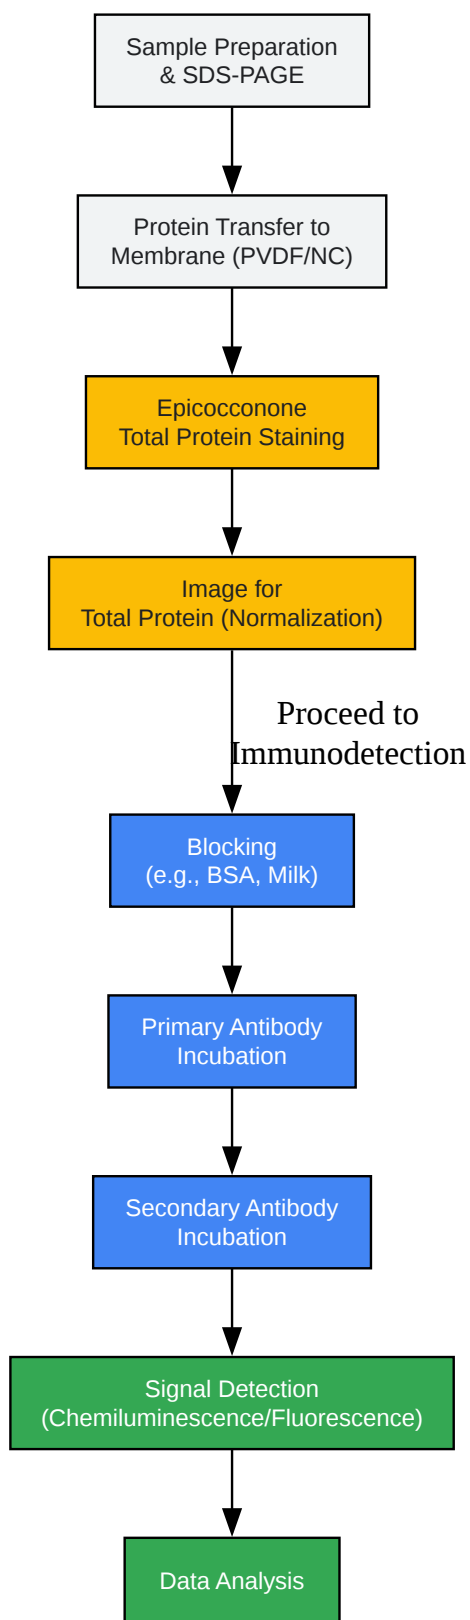 Sample Preparation
& SDS-PAGE
Protein Transfer to
Membrane (PVDF/NC)
Epicocconone
Total Protein Staining
Image for
Total Protein (Normalization)
Proceed to
Immunodetection
Blocking
(e.g., BSA, Milk)
Primary Antibody
Incubation
Secondary Antibody
Incubation
Signal Detection
(Chemiluminescence/Fluorescence)
Data Analysis